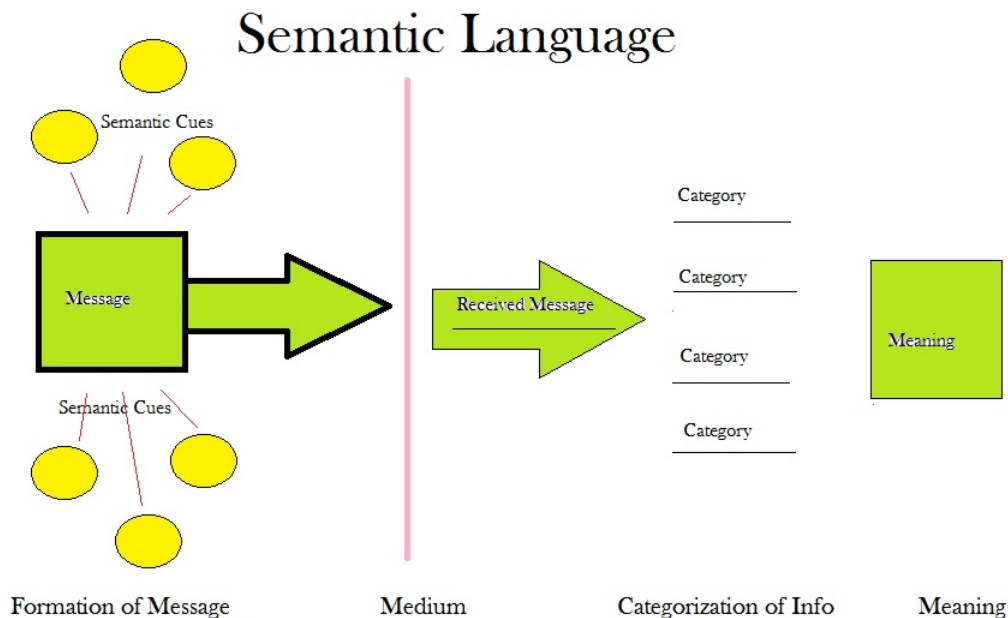 Semantic Language
Semantic Cues
Message
Semantic Cues
Received Message
Category
Category
Category
Category
Meaning
Formation of Message
Medium
Categorization of Info
Meaning